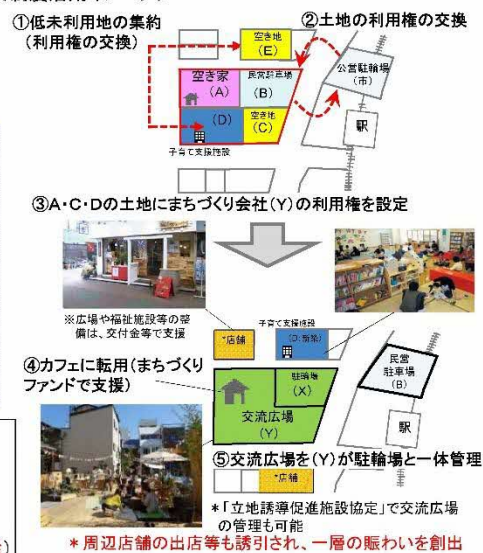 ①低未利用地の集約
(利用権の交換)
②土地の利用権の交換
空き地
(E)
空き家
(A)
民営駐車場
(B)
公営駐輪場
(市)
(D)
空き地
(C)
駅
子育て支援施設
③A・C・Dの土地にまちづくり会社(Y)の利用権を設定
※広場や福祉施設等の整
備は、交付金等で支援
*店舗
子育て支援施設
(D:新築)
④カフェに転用(まちづくり
ファンドで支援)
駐輪場
(X)
民営
駐車場
(B)
交流広場
(Y)
駅
⑤交流広場を(Y)が駐輪場と一体管理
*店舗
*「立地誘導促進施設協定」で交流広場
の管理も可能
*周辺店舗の出店等も誘引され、一層の賑わいを創出